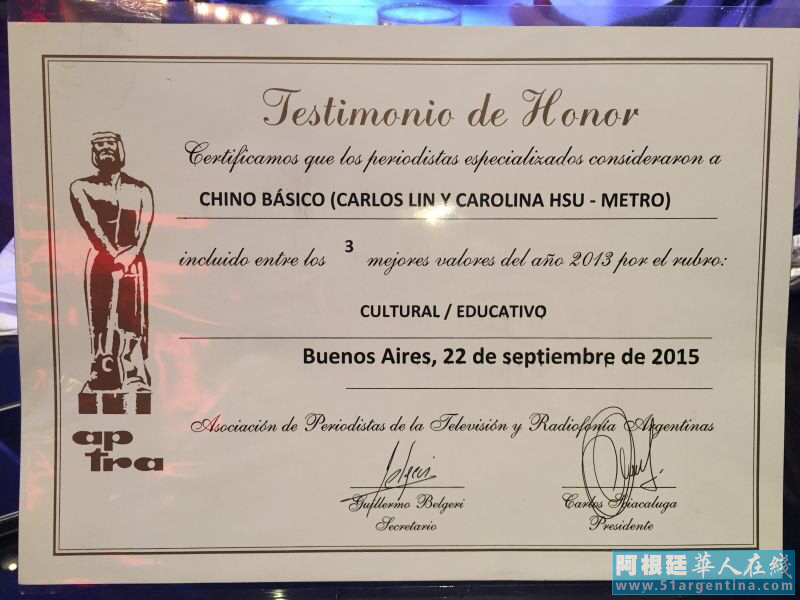 Testimonio de Honor
Certificamos que los periodistas especializados consideraron a
CHINO BÁSICO (CARLOS LIN Y CAROLINA HSU - METRO)
incluido entre los 3 mejores valores del año 2013 por el rubro:
CULTURAL / EDUCATIVO
Buenos Aires, 22 de septiembre de 2015
Asociación de Periodistas de la Televisión y Radiofonía Argentinas
ap
tra
Guillermo Belgeri
Secretario
Carlos Sciacaluga
Presidente
阿根廷華人在綫
www.51argentina.com